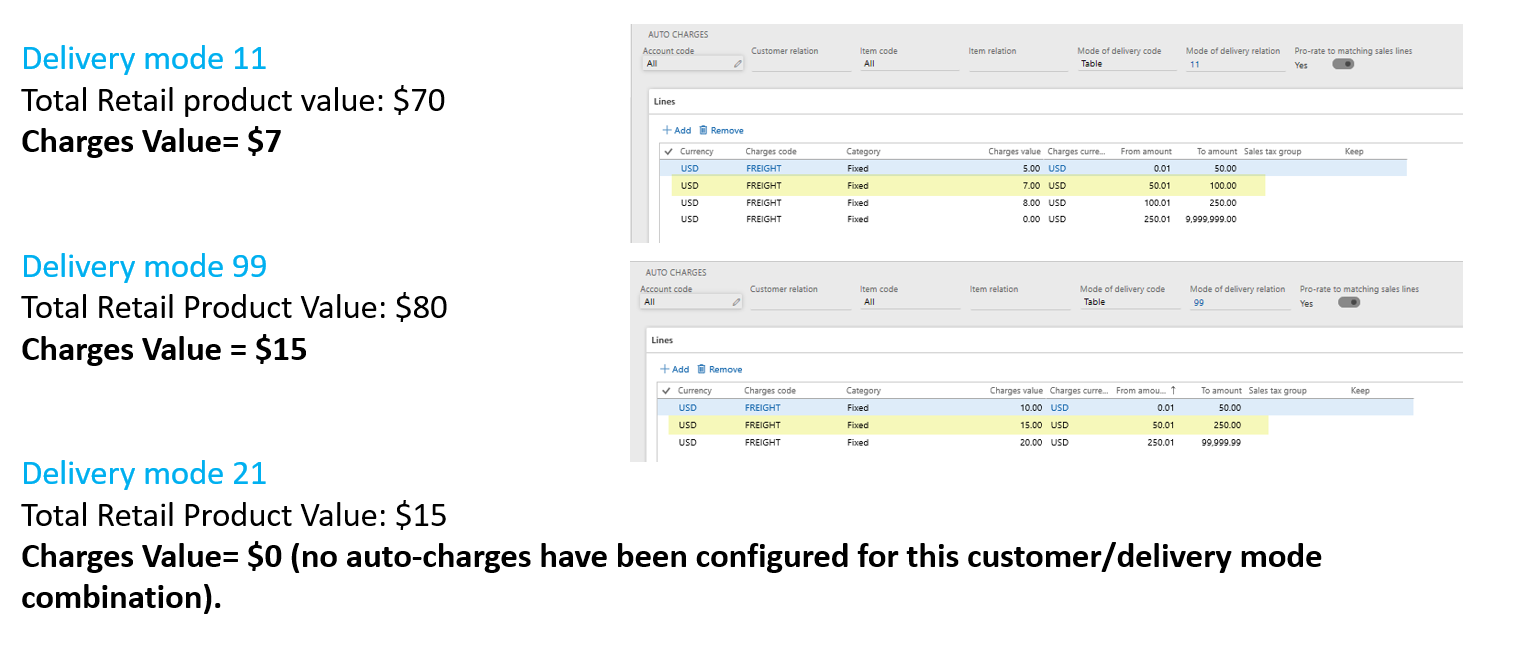 Delivery mode 11
Total Retail product value: $70
Charges Value= $7
AUTO CHARGES
Account code Customer relation Item code Item relation Mode of delivery code Mode of delivery relation Pro-rate to matching sales lines
All All Table 11 Yes
Lines
Add Remove
Currency Charges code Category Charges value Charges curre... From amount To amount Sales tax group Keep
USD FREIGHT Fixed 5.00 USD 0.01 50.00
USD FREIGHT Fixed 7.00 USD 50.01 100.00
USD FREIGHT Fixed 8.00 USD 100.01 250.00
USD FREIGHT Fixed 0.00 USD 250.01 9,999,999.00
Delivery mode 99
Total Retail Product Value: $80
Charges Value = $15
AUTO CHARGES
Account code Customer relation Item code Item relation Mode of delivery code Mode of delivery relation Pro-rate to matching sales lines
All All Table 99 Yes
Lines
Add Remove
Currency Charges code Category Charges value Charges curre... From amou... ↑ To amount Sales tax group Keep
USD FREIGHT Fixed 10.00 USD 0.01 50.00
USD FREIGHT Fixed 15.00 USD 50.01 250.00
USD FREIGHT Fixed 20.00 USD 250.01 99,999.99
Delivery mode 21
Total Retail Product Value: $15
Charges Value= $0 (no auto-charges have been configured for this customer/delivery mode
combination).